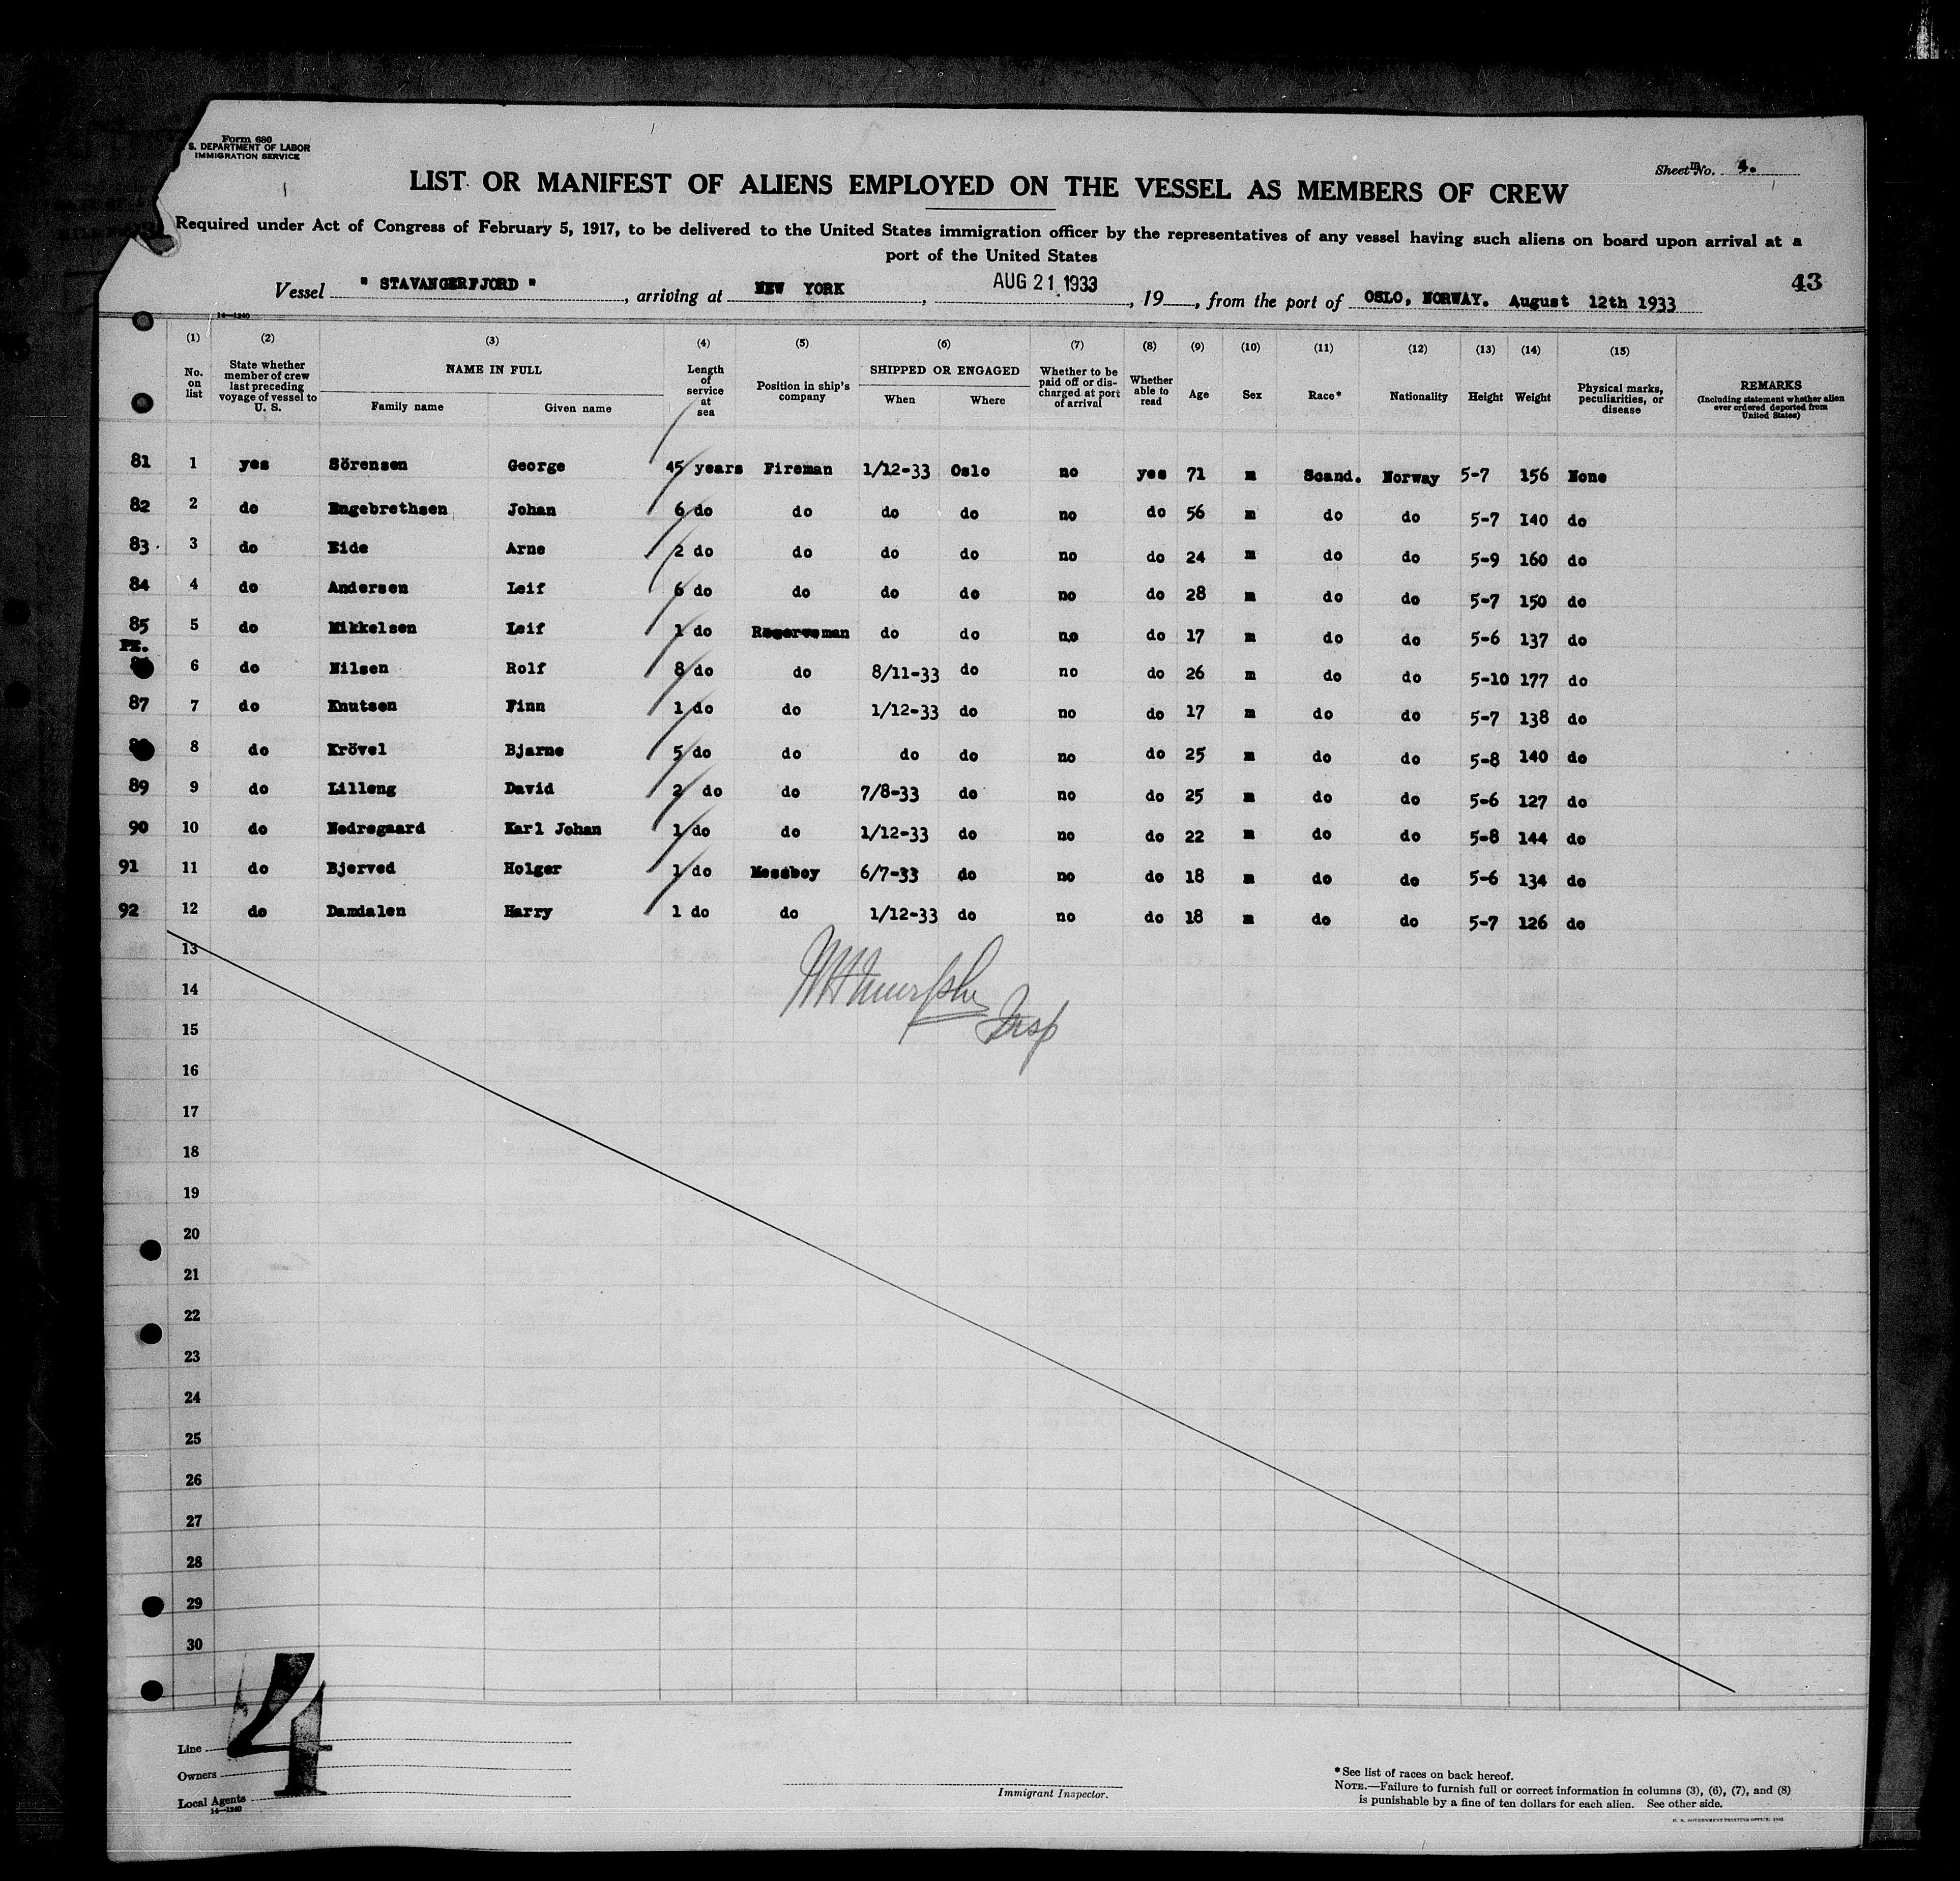 Form 680
S. DEPARTMENT OF LABOR
IMMIGRATION SERVICE
Sheet No. 4.
LIST OR MANIFEST OF ALIENS EMPLOYED ON THE VESSEL AS MEMBERS OF CREW
Required under Act of Congress of February 5, 1917, to be delivered to the United States immigration officer by the representatives of any vessel having such aliens on board upon arrival at a
port of the United States
43
Vessel " STAVANGERFJORD ", arriving at NEW YORK, AUG 21 1933, 19, from the port of OSLO, NORWAY. August 12th 1933
14—1240
(1) (2) (3) (4) (5) (6) (7) (8) (9) (10) (11) (12) (13) (14) (15)
No. on list State whether member of crew last preceding voyage of vessel to U. S. NAME IN FULL Family name Given name Length of service at sea Position in ship's company SHIPPED OR ENGAGED When Where Whether to be paid off or discharged at port of arrival Whether able to read Age Sex Race* Nationality Height Weight Physical marks, peculiarities, or disease REMARKS (Including statement whether alien ever ordered deported from United States)
81 1 yes Sörensen George 45 years Fireman 1/12-33 Oslo no yes 71 m Scand. Norway 5-7 156 None
82 2 do Engebrethsen Johan 6 do do do do no do 56 m do do 5-7 140 do
83 3 do Eide Arne 2 do do do do no do 24 m do do 5-9 160 do
84 4 do Andersen Leif 6 do do do do no do 28 m do do 5-7 150 do
85 5 do Mikkelsen Leif 1 do Reserveman do do no do 17 m do do 5-6 137 do
6 do Nilsen Rolf 8 do do 8/11-33 do no do 26 m do do 5-10 177 do
87 7 do Knutsen Finn 1 do do 1/12-33 do no do 17 m do do 5-7 138 do
8 do Krövel Bjarne 5 do do do do no do 25 m do do 5-8 140 do
89 9 do Lilleng David 2 do do 7/8-33 do no do 25 m do do 5-6 127 do
90 10 do Nedregaard Karl Johan 1 do do 1/12-33 do no do 22 m do do 5-8 144 do
91 11 do Bjerved Holger 1 do Messboy 6/7-33 do no do 18 m do do 5-6 134 do
92 12 do Damdalen Harry 1 do do 1/12-33 do no do 18 m do do 5-7 126 do
13
14
15
16
17
18
19
20
21
22
23
24
25
26
27
28
29
30
Murphy Insp
4
Line
Owners
Local Agents
14—1240
Immigrant Inspector.
*See list of races on back hereof.
NOTE.—Failure to furnish full or correct information in columns (3), (6), (7), and (8)
is punishable by a fine of ten dollars for each alien. See other side.